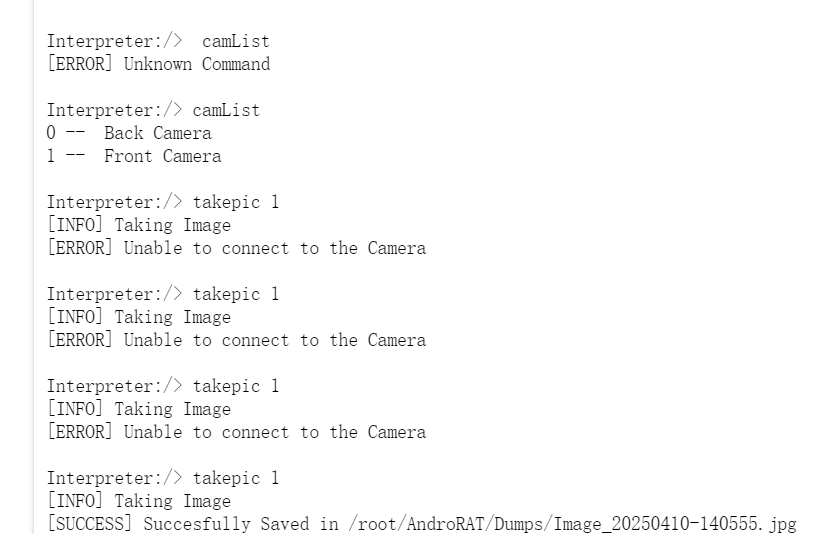 Interpreter:/>  camList
[ERROR] Unknown Command
Interpreter:/> camList
0 --  Back Camera
1 --  Front Camera
Interpreter:/> takepic 1
[INFO] Taking Image
[ERROR] Unable to connect to the Camera
Interpreter:/> takepic 1
[INFO] Taking Image
[ERROR] Unable to connect to the Camera
Interpreter:/> takepic 1
[INFO] Taking Image
[ERROR] Unable to connect to the Camera
Interpreter:/> takepic 1
[INFO] Taking Image
[SUCCESS] Succesfully Saved in /root/AndroRAT/Dumps/Image_20250410-140555.jpg